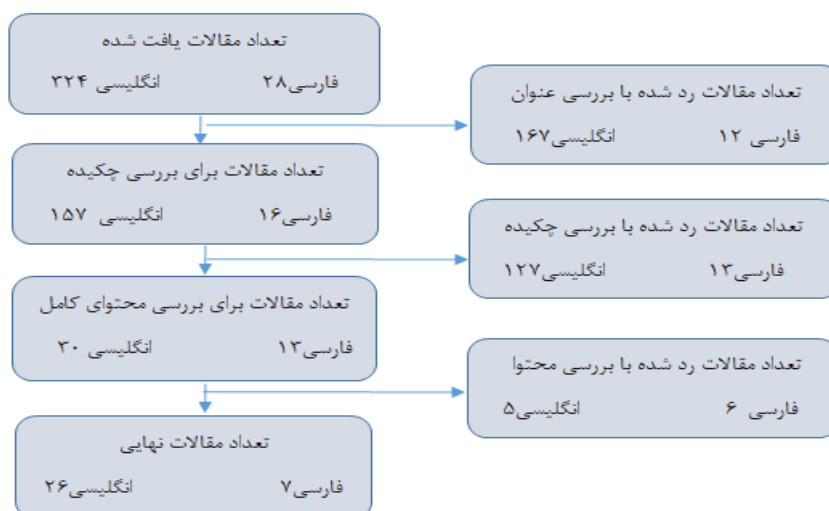 تعداد مقالات یافت شده
فارسی۲۸ انگلیسی ۳۲۴
تعداد مقالات رد شده با بررسی عنوان
فارسی ۱۲ انگلیسی۱۶۷
تعداد مقالات برای بررسی چکیده
فارسی۱۶ انگلیسی ۱۵۷
تعداد مقالات رد شده با بررسی چکیده
فارسی۱۳ انگلیسی۱۲۷
تعداد مقالات برای بررسی محتوای کامل
فارسی۱۳ انگلیسی ۳۰
تعداد مقالات رد شده با بررسی محتوا
فارسی ۶ انگلیسی۵
تعداد مقالات نهایی
فارسی۷ انگلیسی۲۶